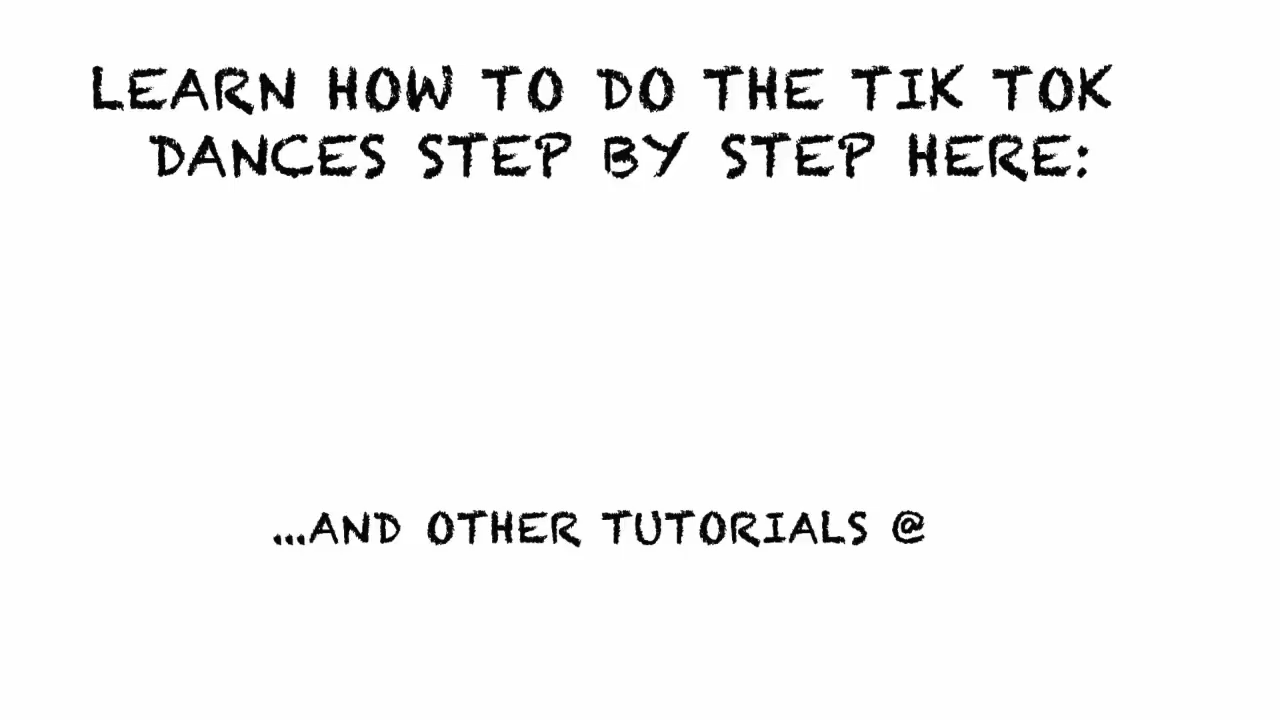 LEARN HOW TO DO THE TIK TOK
DANCES STEP BY STEP HERE:
...AND OTHER TUTORIALS @